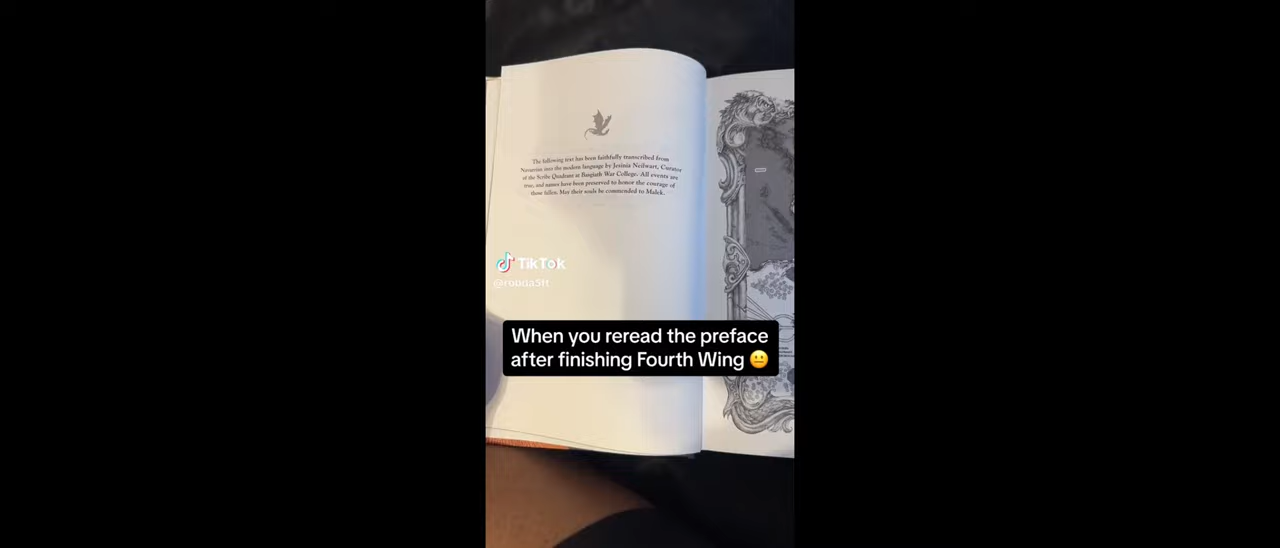 The following text has been faithfully transcribed from
Navarrian into the modern language by Jesinia Neilwart, Curator
of the Scribe Quadrant at Basgiath War College. All events are
true, and names have been preserved to honor the courage of
those fallen. May their souls be commended to Malek.
TikTok
When you reread the preface
after finishing Fourth Wing 😐